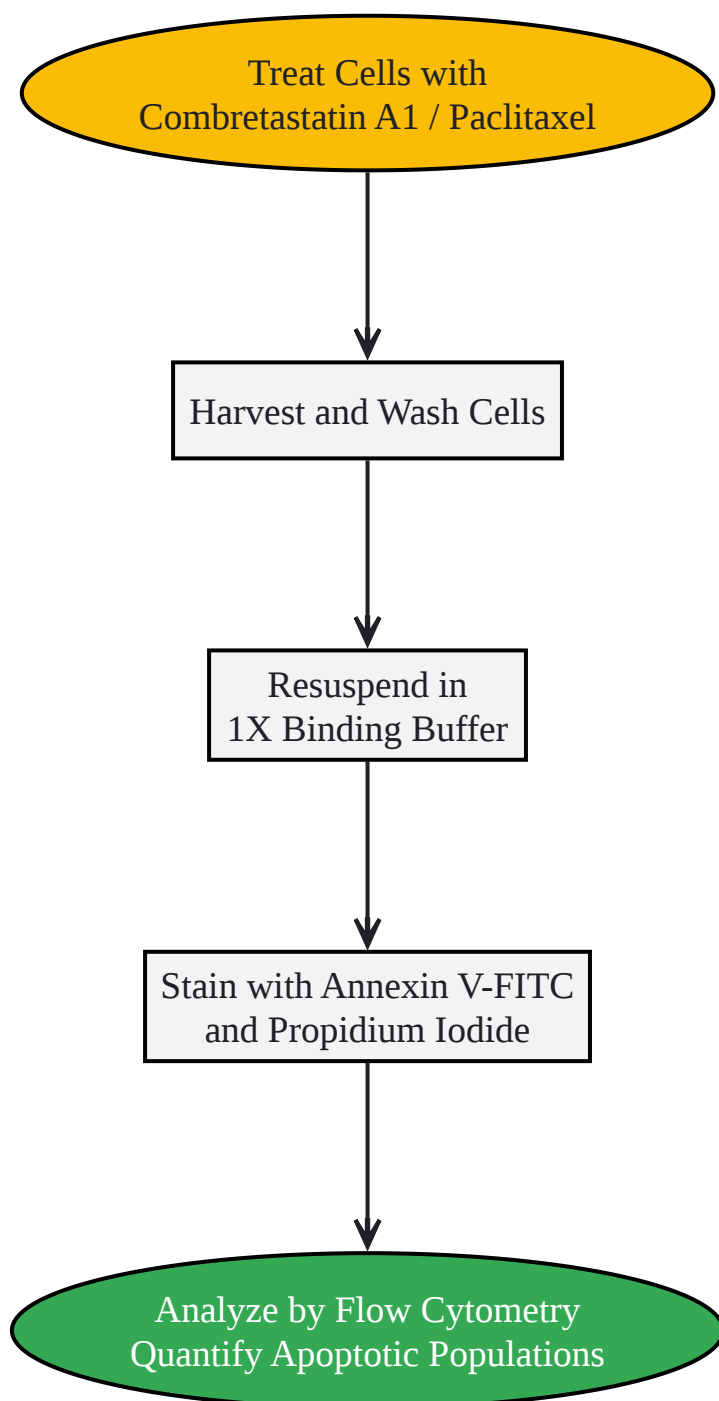 Treat Cells with
Combretastatin A1 / Paclitaxel
Harvest and Wash Cells
Resuspend in
1X Binding Buffer
Stain with Annexin V-FITC
and Propidium Iodide
Analyze by Flow Cytometry
Quantify Apoptotic Populations